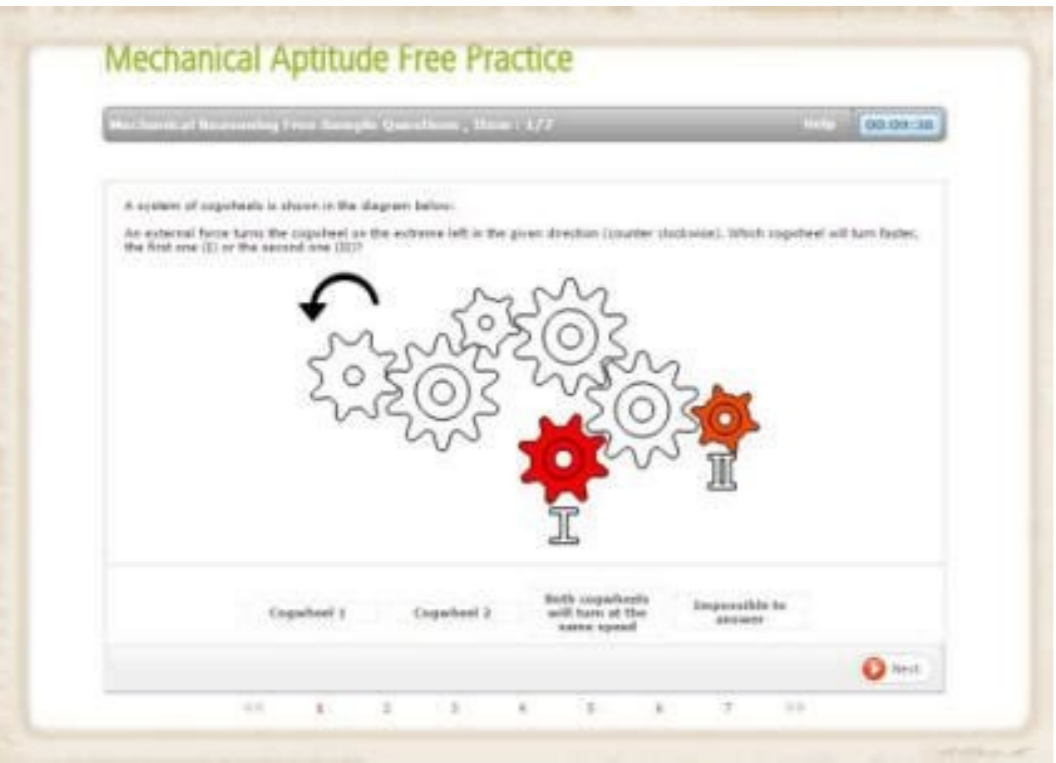 Mechanical Aptitude Free Practice
Mechanical Reasoning Free Sample Questions , Item : 1/7
Help
00:09:38
A system of cogwheels is shown in the diagram below.
An external force turns the cogwheel on the extreme left in the given direction (counter clockwise). Which cogwheel will turn faster,
the first one (I) or the second one (II)?
I
II
Cogwheel 1
Cogwheel 2
Both cogwheels
will turn at the
same speed
Impossible to
answer
Next
<< 1 2 3 4 5 6 7 >>